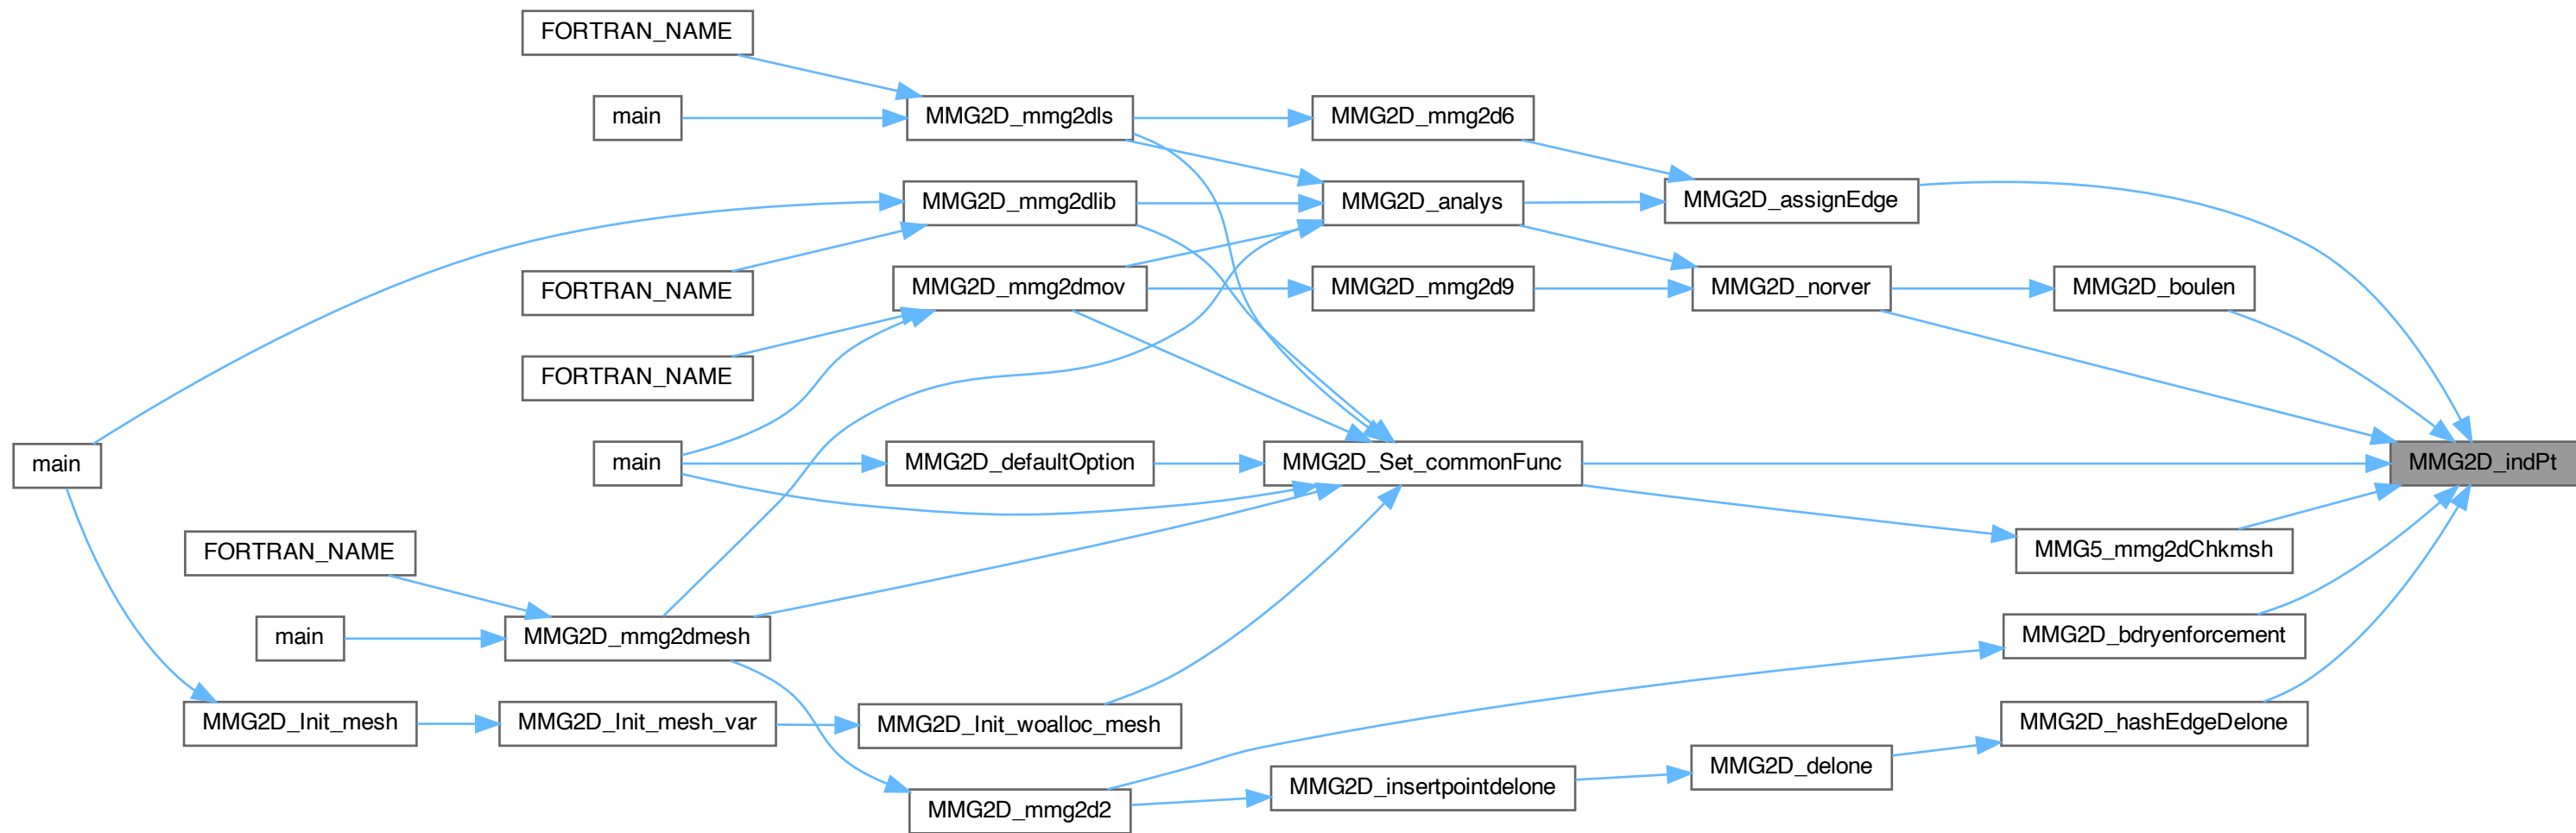 FORTRAN_NAME
main
MMG2D_mmg2dls
MMG2D_mmg2d6
MMG2D_mmg2dlib
MMG2D_analys
MMG2D_assignEdge
FORTRAN_NAME
MMG2D_mmg2dmov
MMG2D_mmg2d9
MMG2D_norver
MMG2D_boulen
FORTRAN_NAME
main
main
MMG2D_defaultOption
MMG2D_Set_commonFunc
MMG2D_indPt
FORTRAN_NAME
MMG5_mmg2dChkmsh
main
MMG2D_mmg2dmesh
MMG2D_bdryenforcement
MMG2D_Init_mesh
MMG2D_Init_mesh_var
MMG2D_Init_woalloc_mesh
MMG2D_hashEdgeDelone
MMG2D_delone
MMG2D_insertpointdelone
MMG2D_mmg2d2